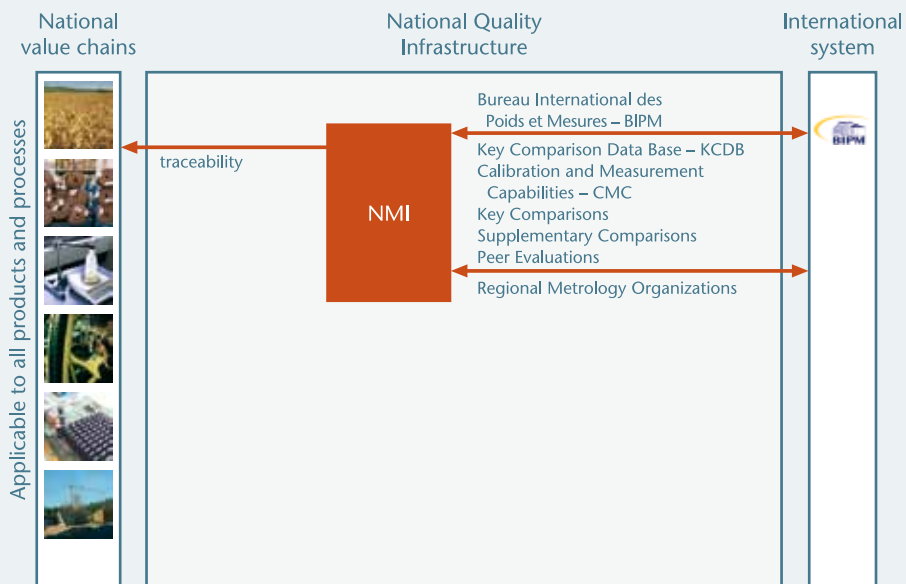 National
value chains
National Quality
Infrastructure
International
system
Applicable to all products and processes
traceability
NMI
Bureau International des
Poids et Mesures – BIPM
Key Comparison Data Base – KCDB
Calibration and Measurement
Capabilities – CMC
Key Comparisons
Supplementary Comparisons
Peer Evaluations
Regional Metrology Organizations
BIPM